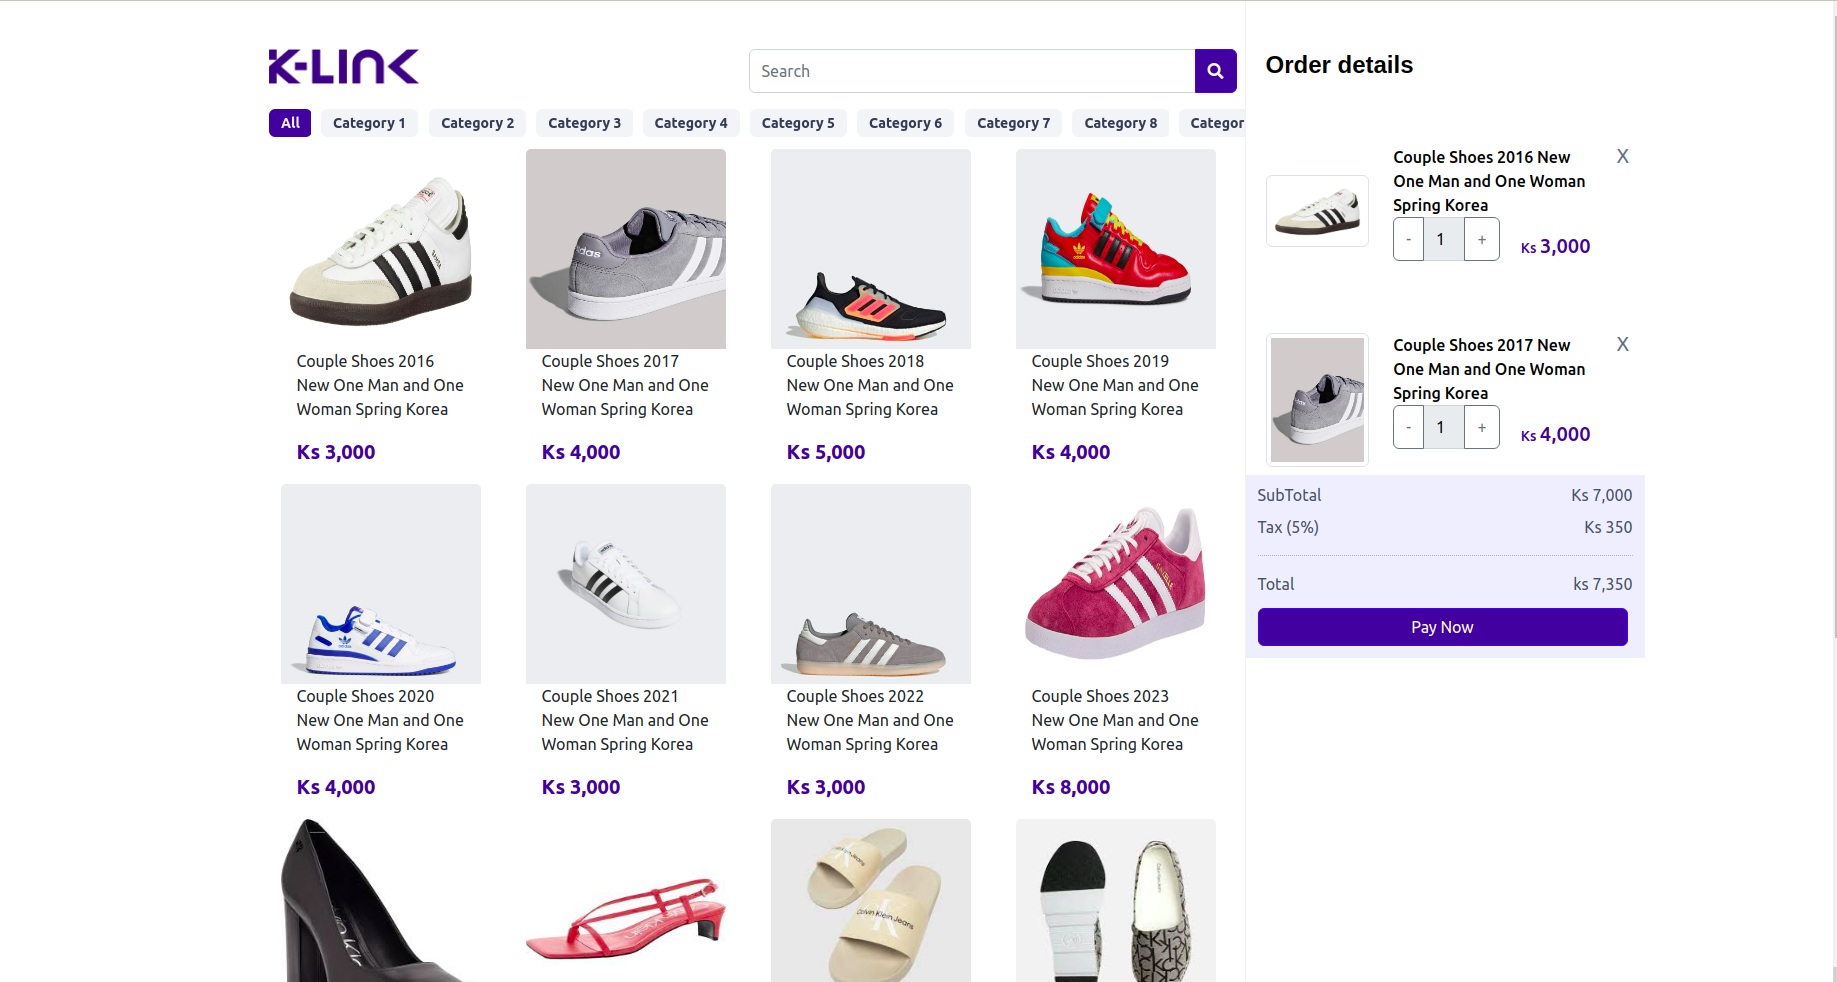 K-LINK
Search
Order details
All
Category 1
Category 2
Category 3
Category 4
Category 5
Category 6
Category 7
Category 8
Categor
Couple Shoes 2016
New One Man and One
Woman Spring Korea
Ks 3,000
Couple Shoes 2017
New One Man and One
Woman Spring Korea
Ks 4,000
Couple Shoes 2018
New One Man and One
Woman Spring Korea
Ks 5,000
adidas
Couple Shoes 2019
New One Man and One
Woman Spring Korea
Ks 4,000
Couple Shoes 2020
New One Man and One
Woman Spring Korea
Ks 4,000
Couple Shoes 2021
New One Man and One
Woman Spring Korea
Ks 3,000
Couple Shoes 2022
New One Man and One
Woman Spring Korea
Ks 3,000
Couple Shoes 2023
New One Man and One
Woman Spring Korea
Ks 8,000
Calvin Klein Jeans
Calvin Klein Jeans
Couple Shoes 2016 New
One Man and One Woman
Spring Korea
X
- 1 +
Ks 3,000
Couple Shoes 2017 New
One Man and One Woman
Spring Korea
X
- 1 +
Ks 4,000
SubTotal Ks 7,000
Tax (5%) Ks 350
Total ks 7,350
Pay Now